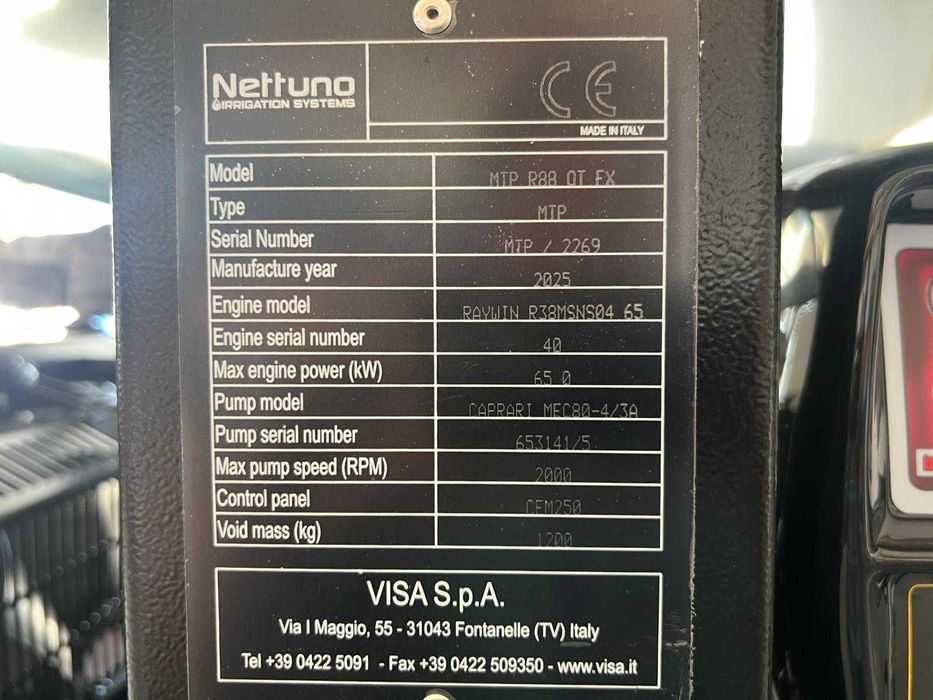 Nettuno
IRRIGATION SYSTEMS
CE
MADE IN ITALY
Model MTP R88 OT FX
Type MTP
Serial Number MTP / 2269
Manufacture year 2025
Engine model RAYWIN R38MSNS04 65
Engine serial number 40
Max engine power (kW) 65 0
Pump model CAPRARI MEC80-4/3A
Pump serial number 653141/5
Max pump speed (RPM) 2000
Control panel CEM250
Void mass (kg) 1200
VISA S.p.A.
Via I Maggio, 55 - 31043 Fontanelle (TV) Italy
Tel +39 0422 5091 - Fax +39 0422 509350 - www.visa.it